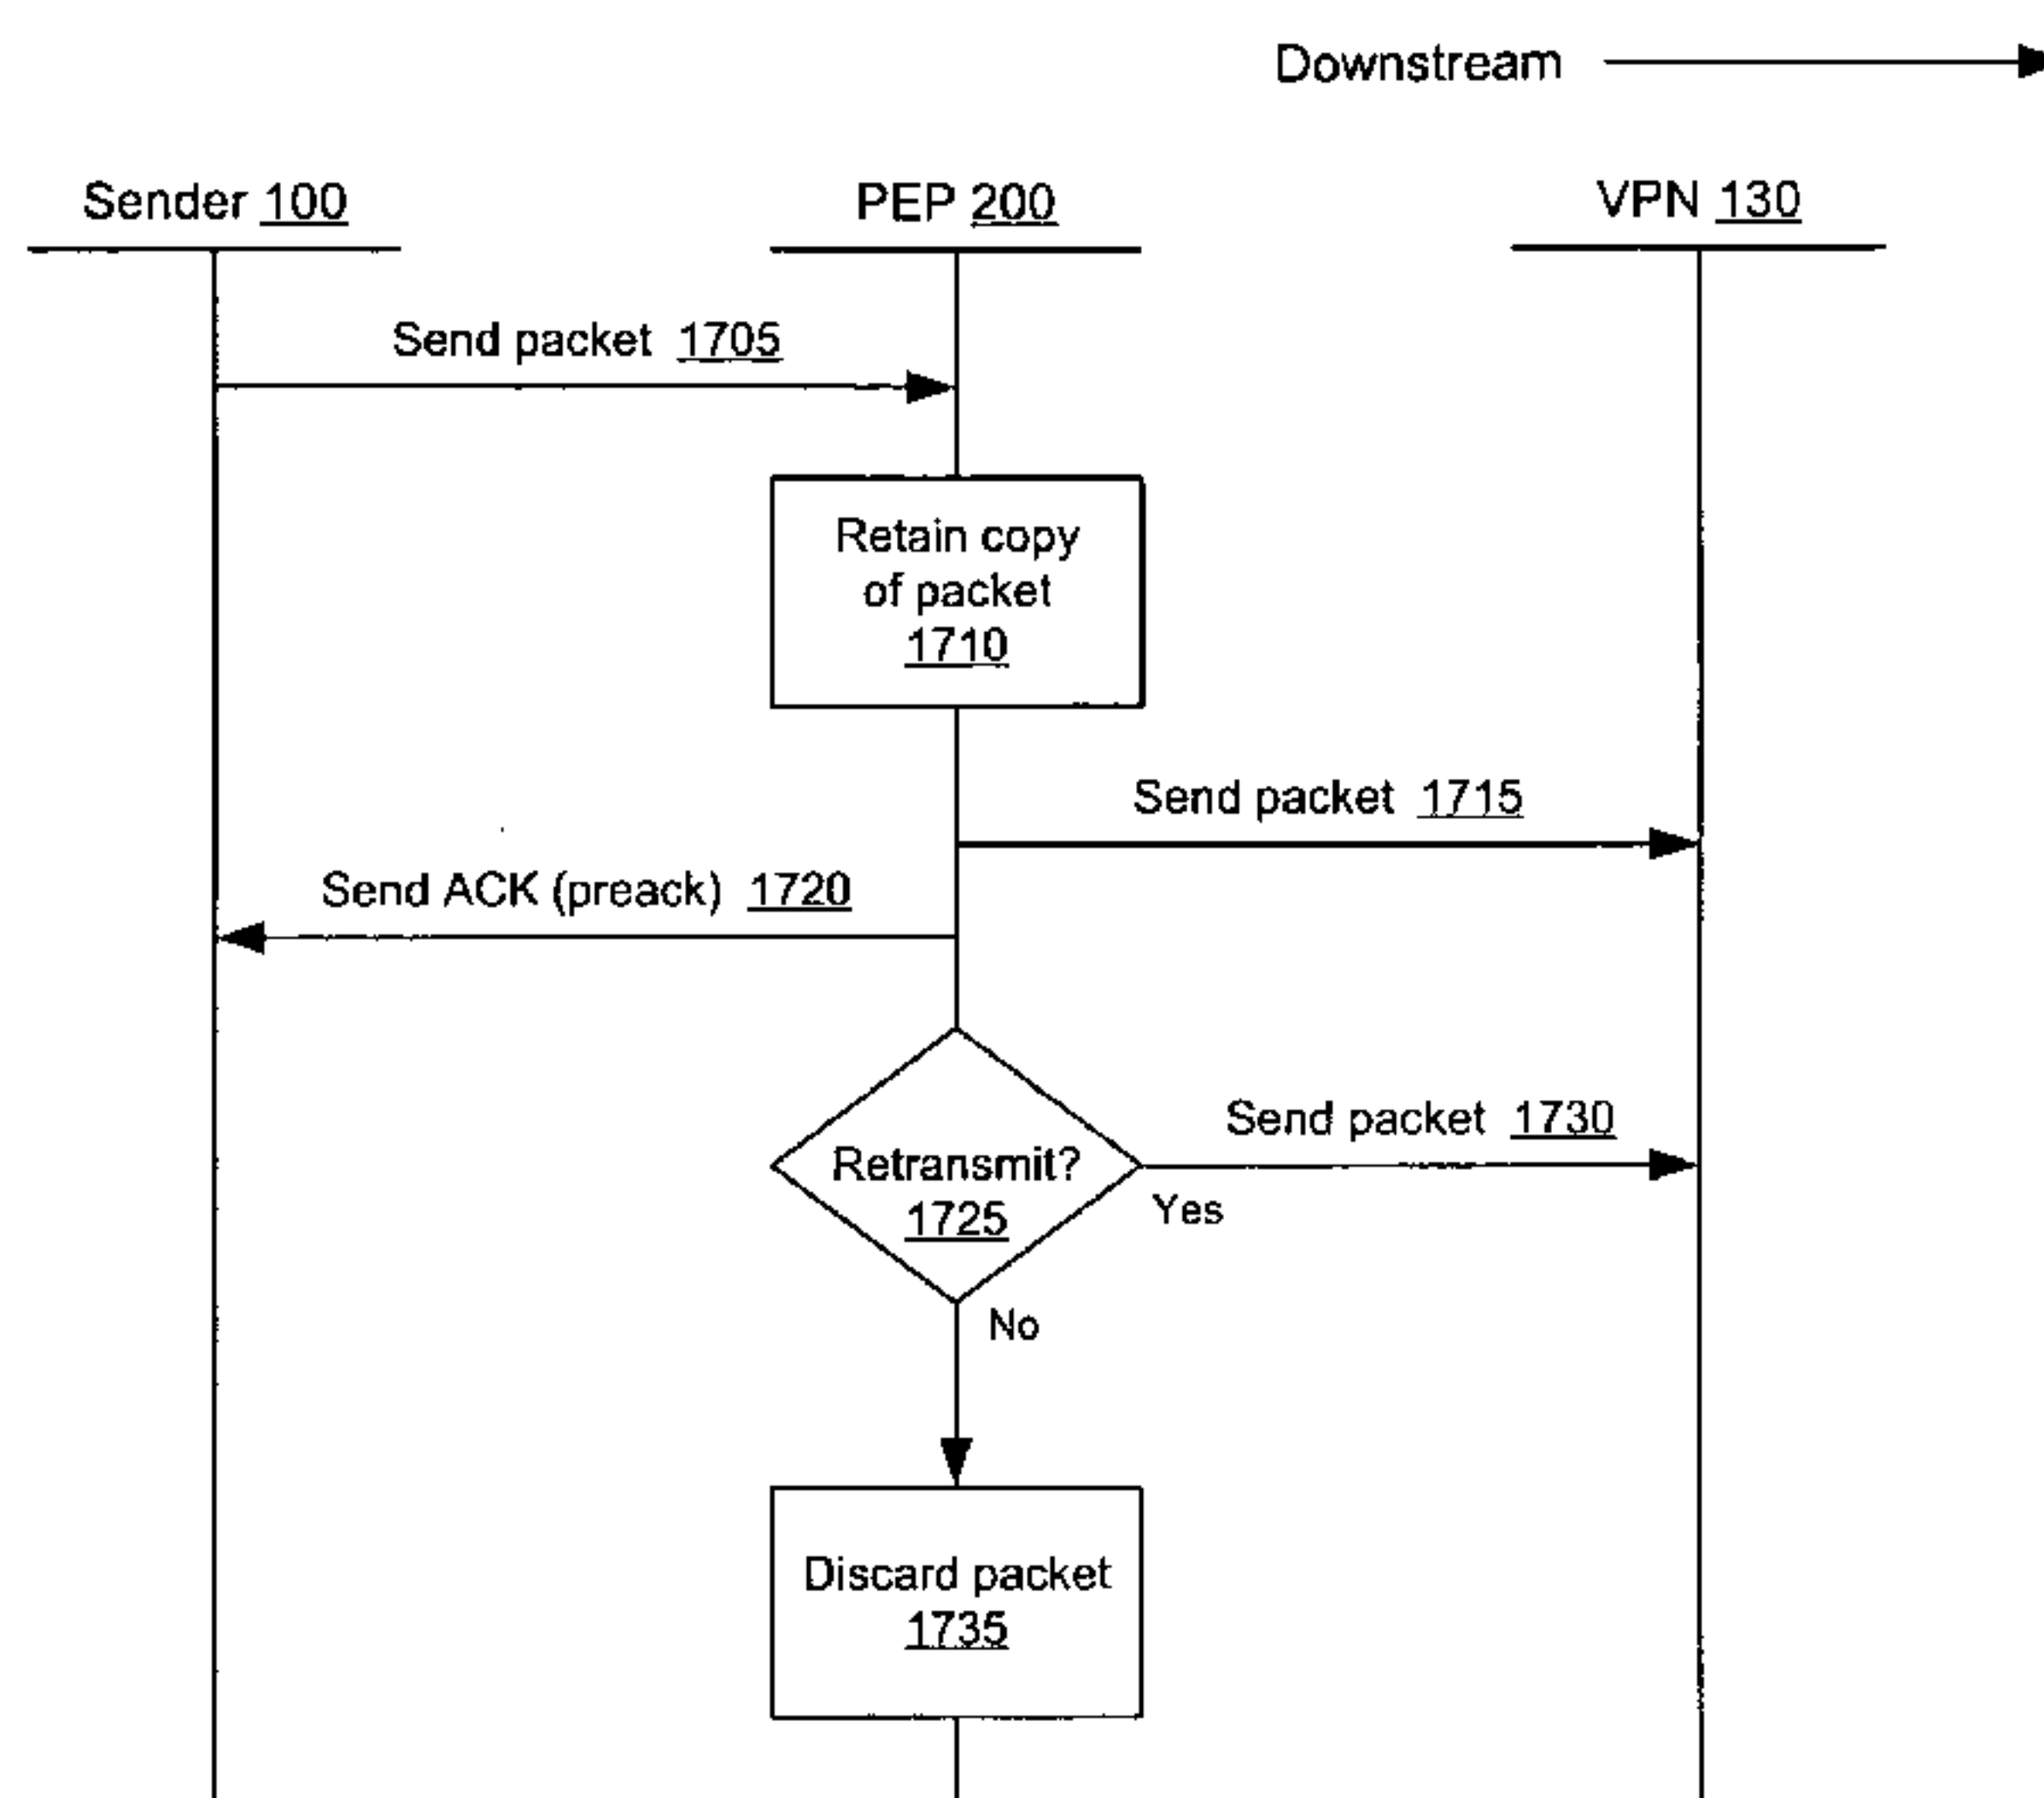 Downstream
Sender 100
PEP 200
VPN 130
Send packet 1705
Retain copy
of packet
1710
Send packet 1715
Send ACK (preack) 1720
Send packet 1730
Retransmit?
1725
Yes
No
Discard packet
1735